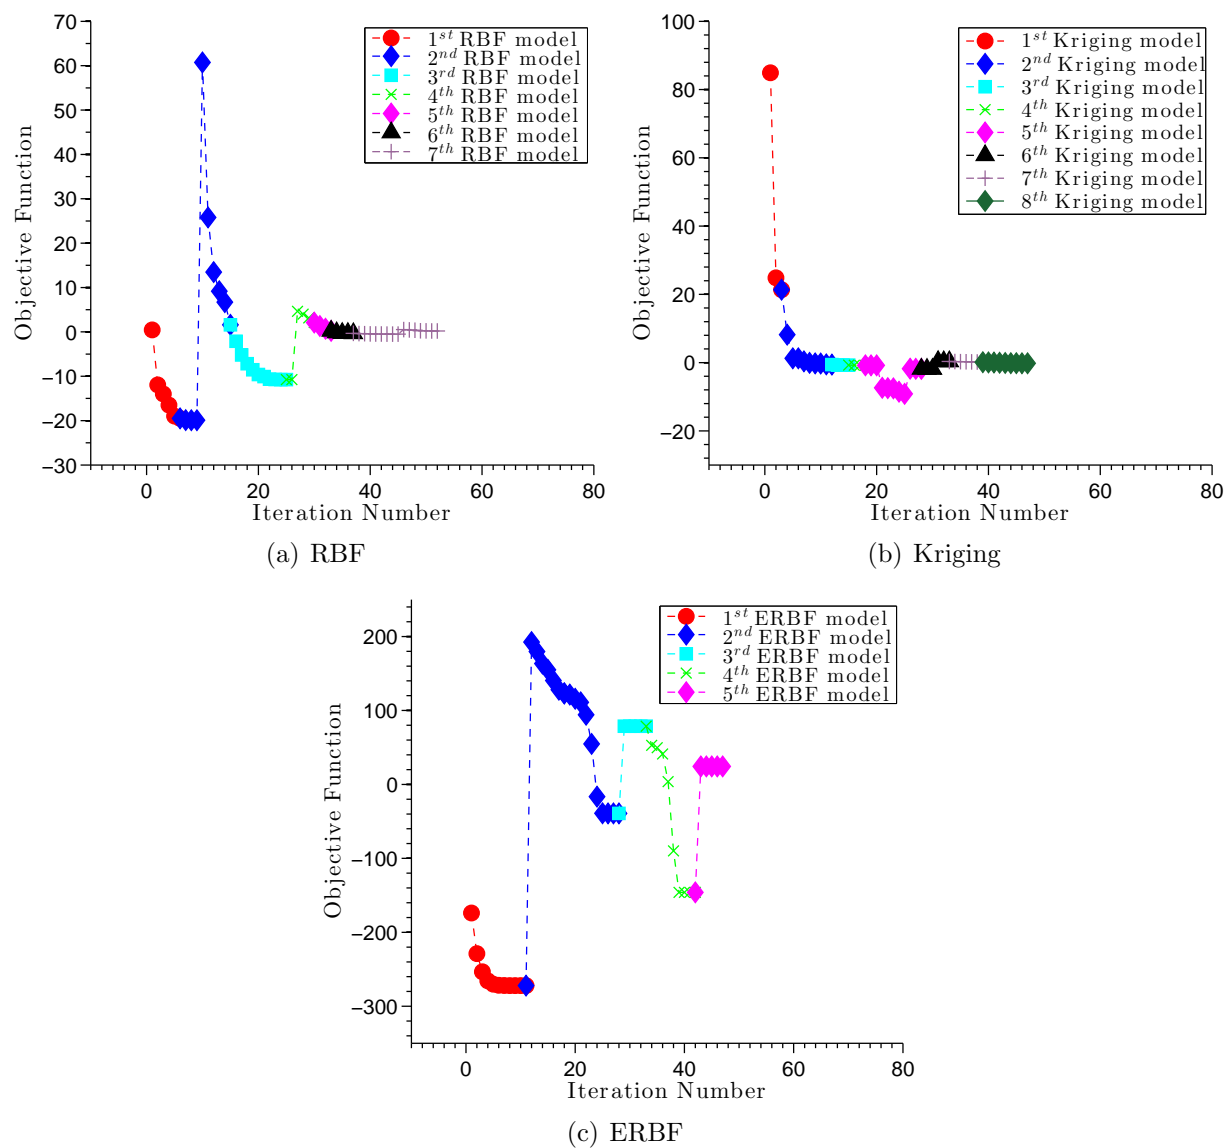 70
60
50
40
30
20
10
0
−10
−20
−30
0 20 40 60 80
Objective Function
Iteration Number
1st RBF model
2nd RBF model
3rd RBF model
4th RBF model
5th RBF model
6th RBF model
7th RBF model
(a) RBF
100
80
60
40
20
0
−20
0 20 40 60 80
Objective Function
Iteration Number
1st Kriging model
2nd Kriging model
3rd Kriging model
4th Kriging model
5th Kriging model
6th Kriging model
7th Kriging model
8th Kriging model
(b) Kriging
200
100
0
−100
−200
−300
0 20 40 60 80
Objective Function
Iteration Number
1st ERBF model
2nd ERBF model
3rd ERBF model
4th ERBF model
5th ERBF model
(c) ERBF